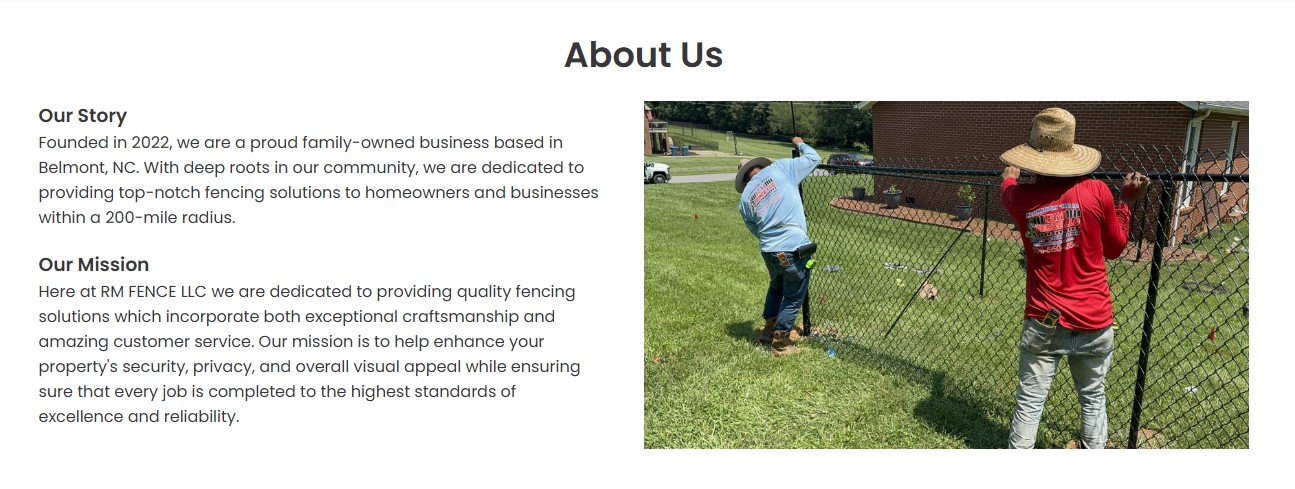 About Us
Our Story
Founded in 2022, we are a proud family-owned business based in
Belmont, NC. With deep roots in our community, we are dedicated to
providing top-notch fencing solutions to homeowners and businesses
within a 200-mile radius.
Our Mission
Here at RM FENCE LLC we are dedicated to providing quality fencing
solutions which incorporate both exceptional craftsmanship and
amazing customer service. Our mission is to help enhance your
property's security, privacy, and overall visual appeal while ensuring
sure that every job is completed to the highest standards of
excellence and reliability.